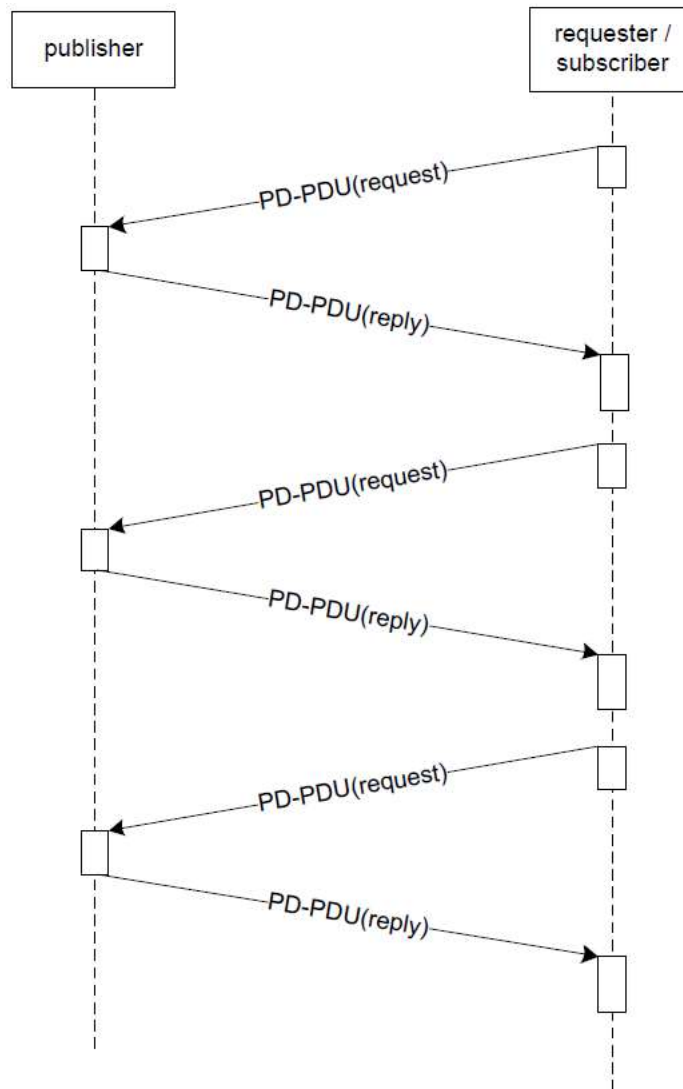 publisher
requester /
subscriber
PD-PDU(request)
PD-PDU(reply)
PD-PDU(request)
PD-PDU(reply)
PD-PDU(request)
PD-PDU(reply)